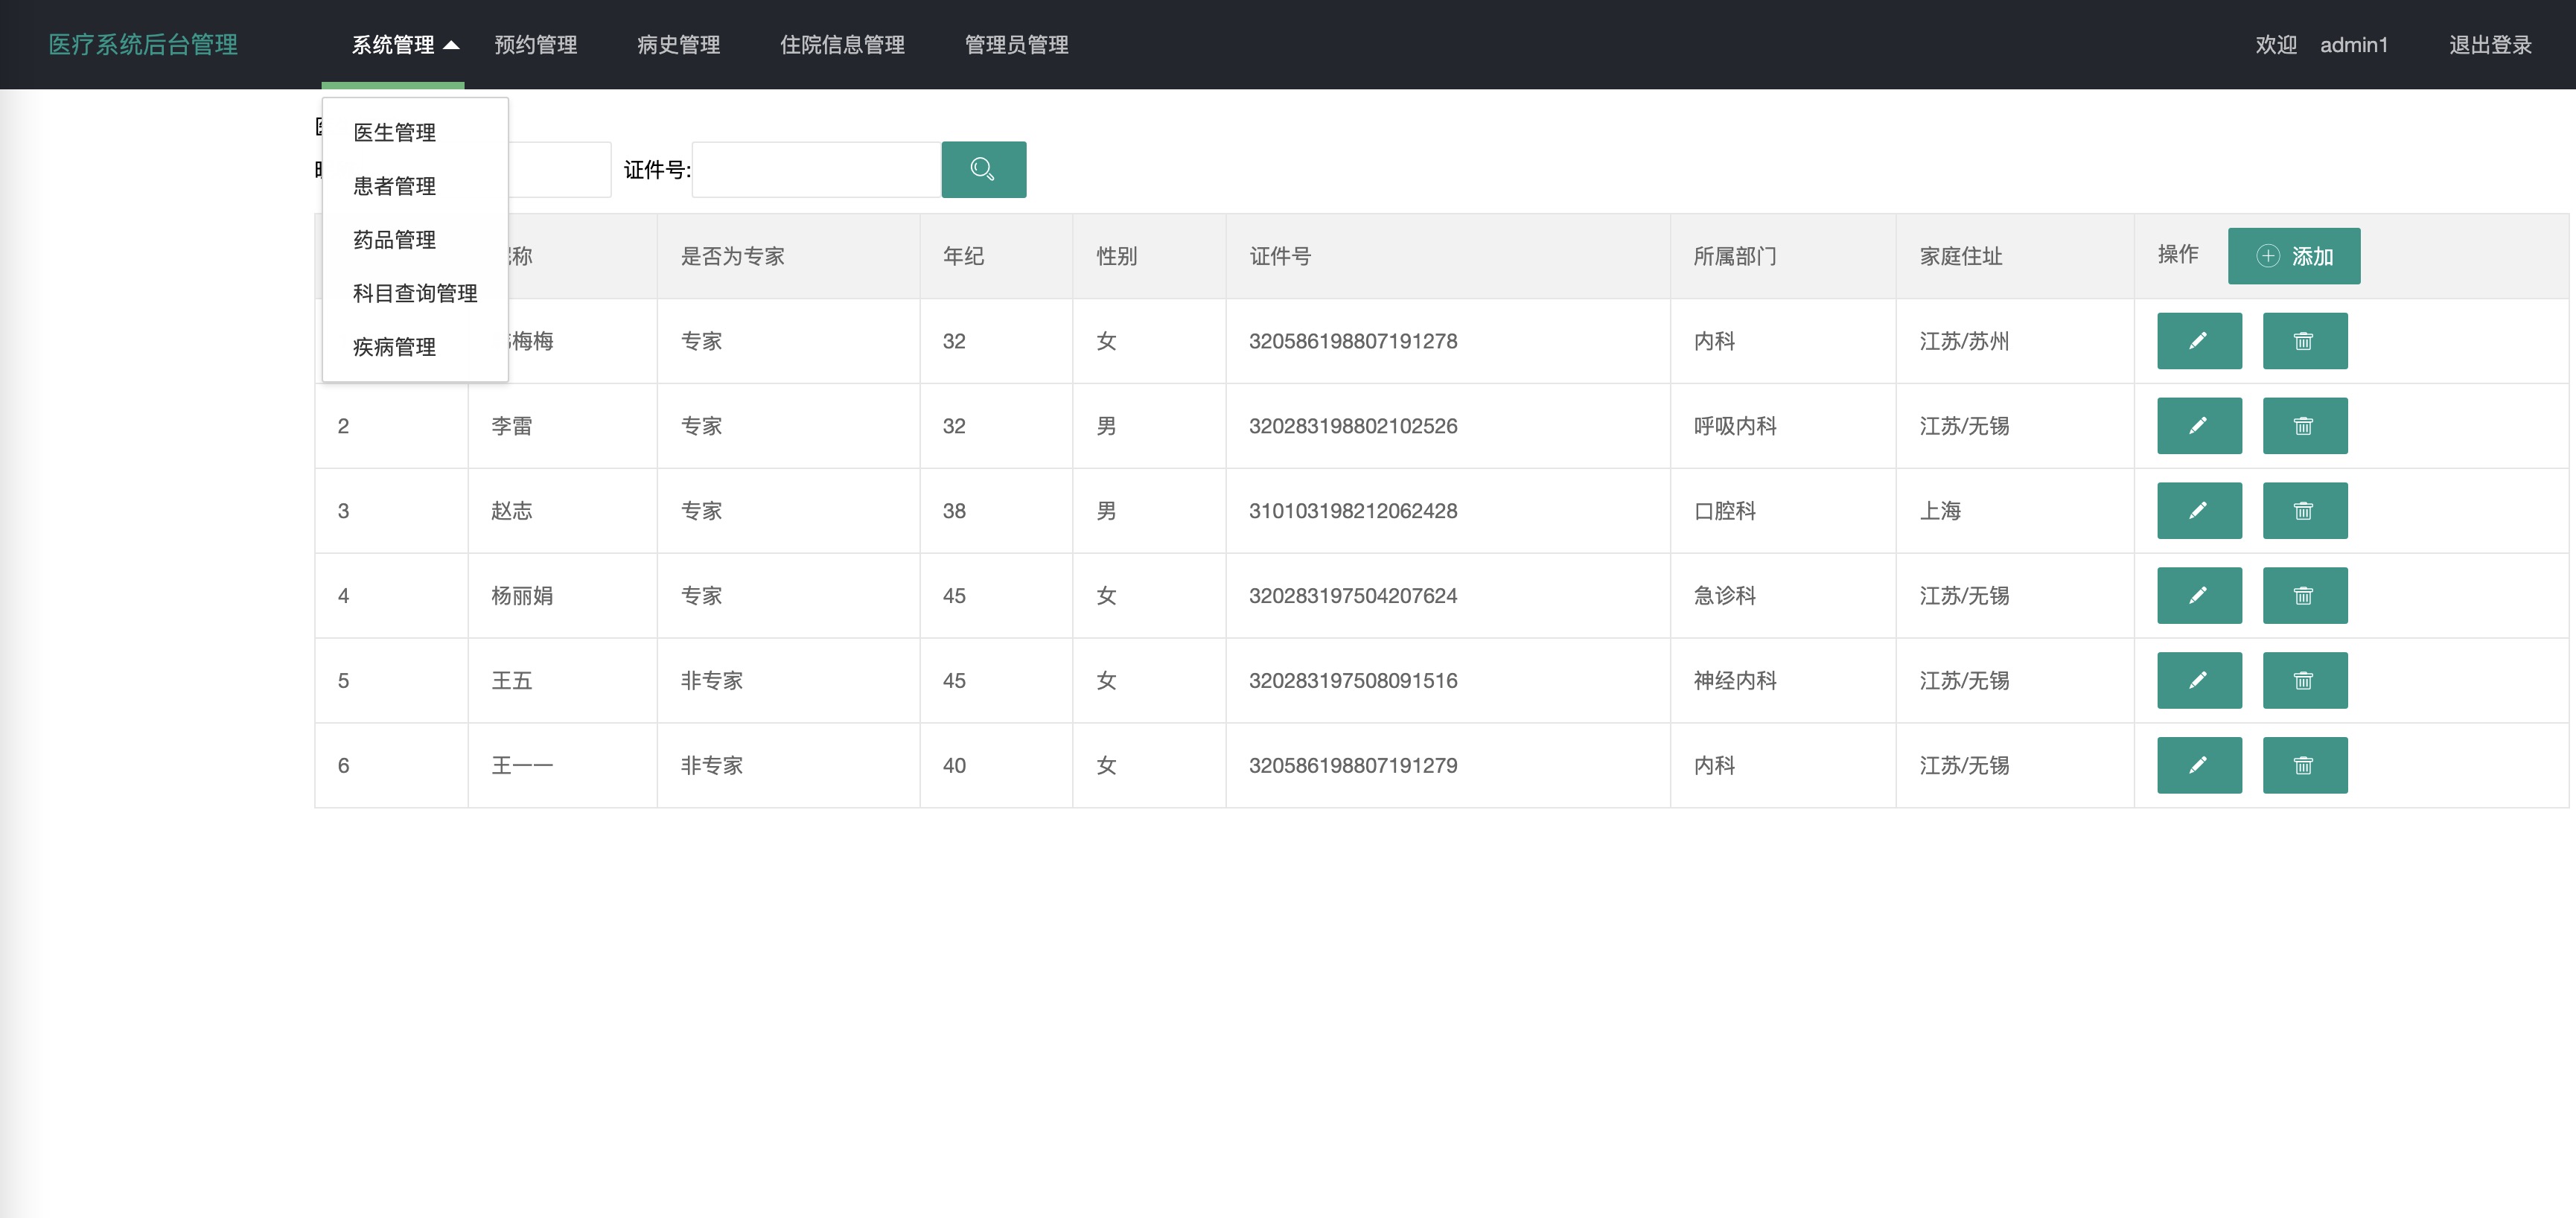 医疗系统后台管理 系统管理 预约管理 病史管理 住院信息管理 管理员管理 欢迎 admin1 退出登录
医生管理
患者管理
药品管理
科目查询管理
疾病管理
证件号:
称 是否为专家 年纪 性别 证件号 所属部门 家庭住址 操作 添加
梅梅 专家 32 女 320586198807191278 内科 江苏/苏州
2 李雷 专家 32 男 320283198802102526 呼吸内科 江苏/无锡
3 赵志 专家 38 男 310103198212062428 口腔科 上海
4 杨丽娟 专家 45 女 320283197504207624 急诊科 江苏/无锡
5 王五 非专家 45 女 320283197508091516 神经内科 江苏/无锡
6 王一一 非专家 40 女 320586198807191279 内科 江苏/无锡